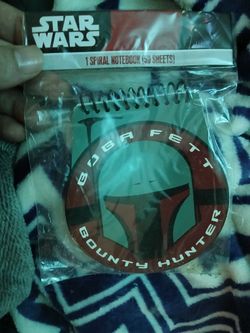 STAR
WARS
1 SPIRAL NOTEBOOK (50 SHEETS)
BOBA FETT
BOUNTY HUNTER